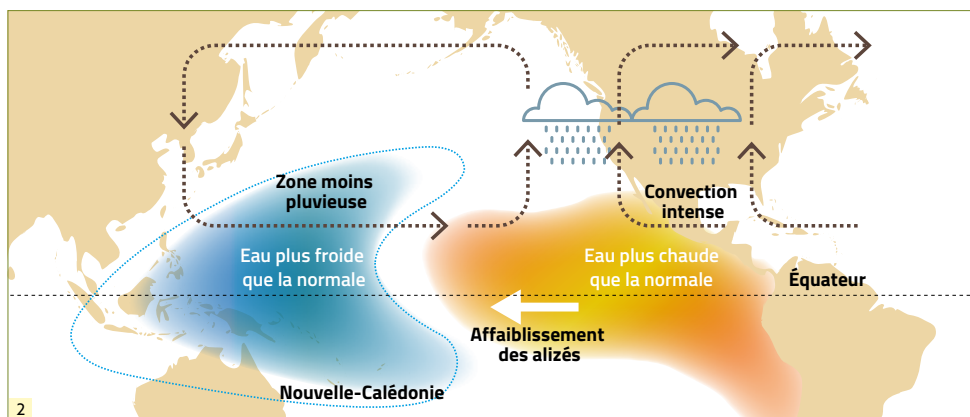 Zone moins
pluvieuse
Convection
intense
Eau plus froide
que la normale
Eau plus chaude
que la normale
Équateur
Affaiblissement
des alizés
Nouvelle-Calédonie
2